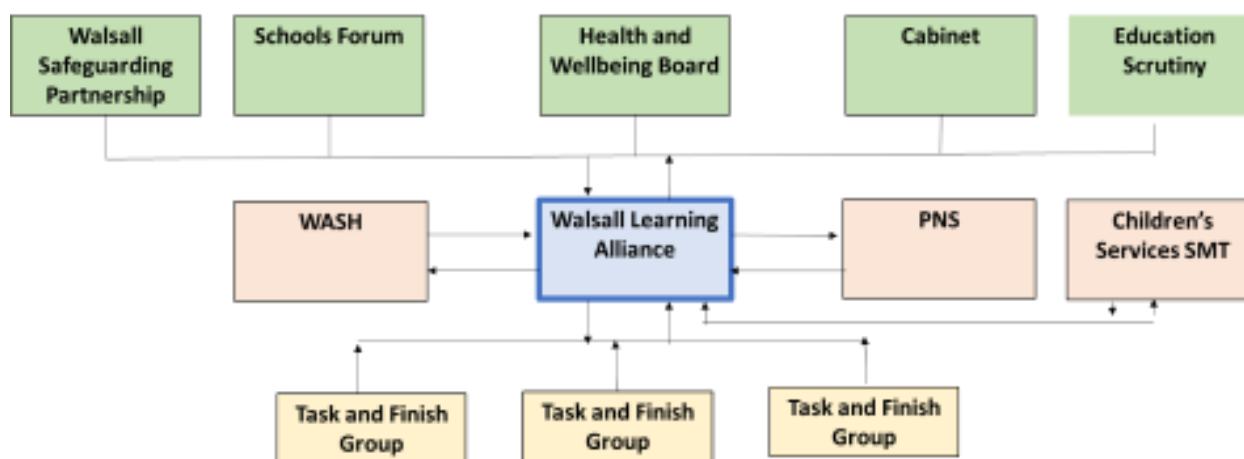 Walsall
Safeguarding
Partnership
Schools Forum
Health and
Wellbeing Board
Cabinet
Education
Scrutiny
WASH
Walsall Learning
Alliance
PNS
Children's
Services SMT
Task and Finish
Group
Task and Finish
Group
Task and Finish
Group